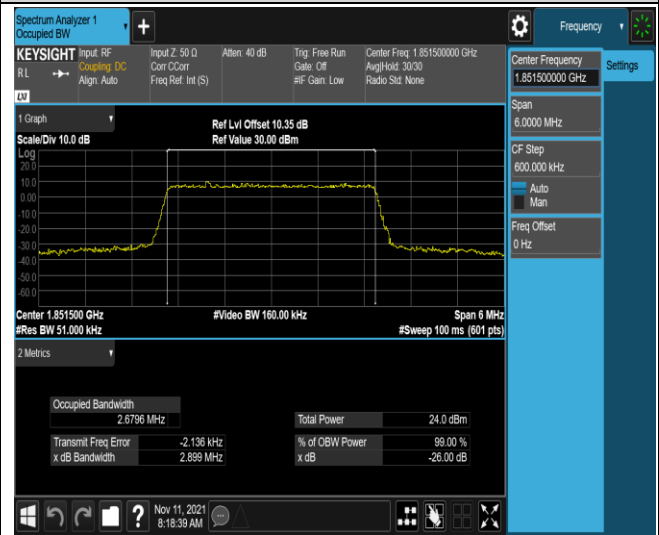 Spectrum Analyzer 1
Occupied BW
+
Frequency
KEYSIGHT
R L
LXI
Input: RF
Coupling: DC
Align: Auto
Input Z: 50 Ω
Corr CCorr
Freq Ref: Int (S)
Atten: 40 dB
Trig: Free Run
Gate: Off
#IF Gain: Low
Center Freq: 1.851500000 GHz
Avg|Hold: 30/30
Radio Std: None
Center Frequency
1.851500000 GHz
Settings
Span
6.0000 MHz
CF Step
600.000 kHz
Auto
Man
Freq Offset
0 Hz
1 Graph
Scale/Div 10.0 dB
Ref Lvl Offset 10.35 dB
Ref Value 30.00 dBm
Log
20.0
10.0
0.00
-10.0
-20.0
-30.0
-40.0
-50.0
-60.0
Center 1.851500 GHz
#Video BW 160.00 kHz
Span 6 MHz
#Res BW 51.000 kHz
#Sweep 100 ms (601 pts)
2 Metrics
Occupied Bandwidth
2.6796 MHz
Total Power 24.0 dBm
Transmit Freq Error -2.136 kHz
% of OBW Power 99.00 %
x dB Bandwidth 2.899 MHz
x dB -26.00 dB
?
Nov 11, 2021
8:18:39 AM